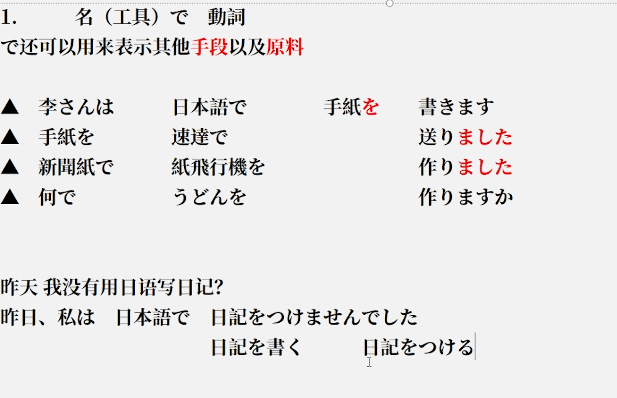 1.　　　名（工具）で　動詞
で还可以用来表示其他手段以及原料
▲　李さんは　　　日本語で　　　　手紙を　　書きます
▲　手紙を　　　　速達で　　　　　　　　　　送りました
▲　新聞紙で　　　紙飛行機を　　　　　　　　作りました
▲　何で　　　　　うどんを　　　　　　　　　作りますか
昨天 我没有用日语写日记？
昨日、私は　日本語で　日記をつけませんでした
日記を書く　　　日記をつける